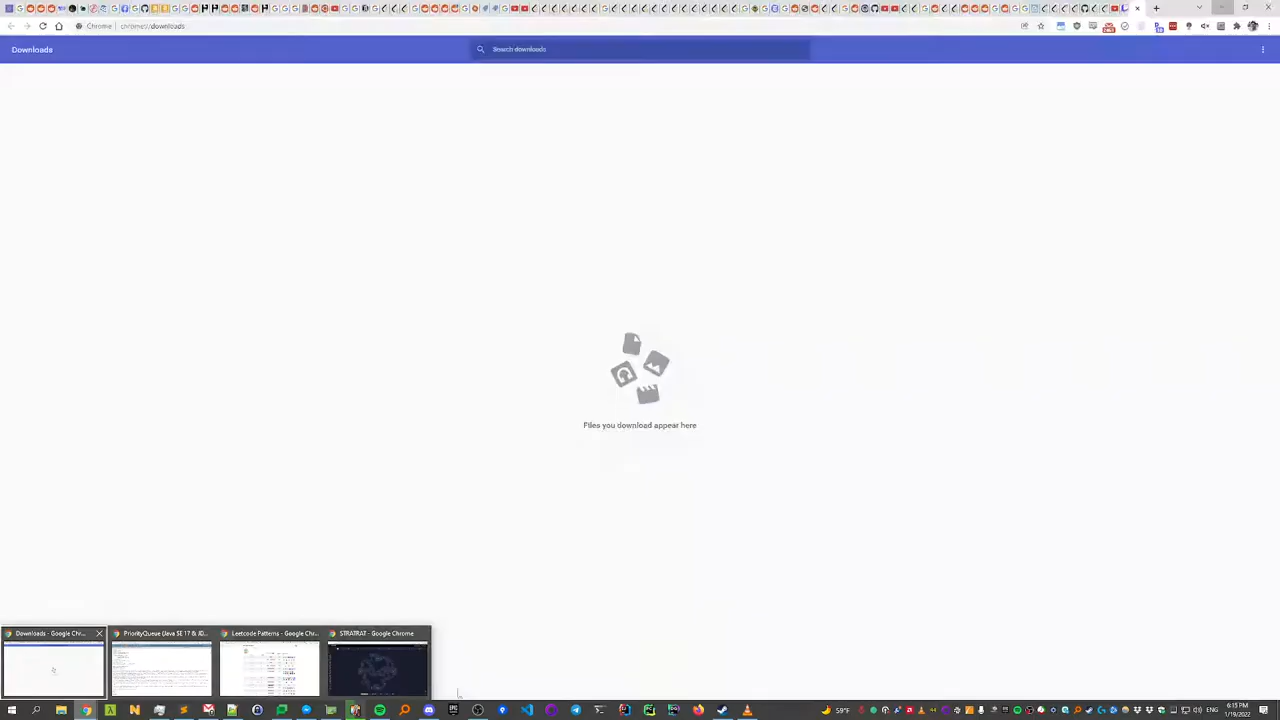 Chrome | chrome://downloads
Downloads
Search downloads
Files you download appear here
Downloads - Google Chr...
PriorityQueue (Java SE 17 & JD...
Leetcode Patterns - Google Chr...
STRATRAT - Google Chrome
59°F
ENG
6:15 PM
1/19/2022